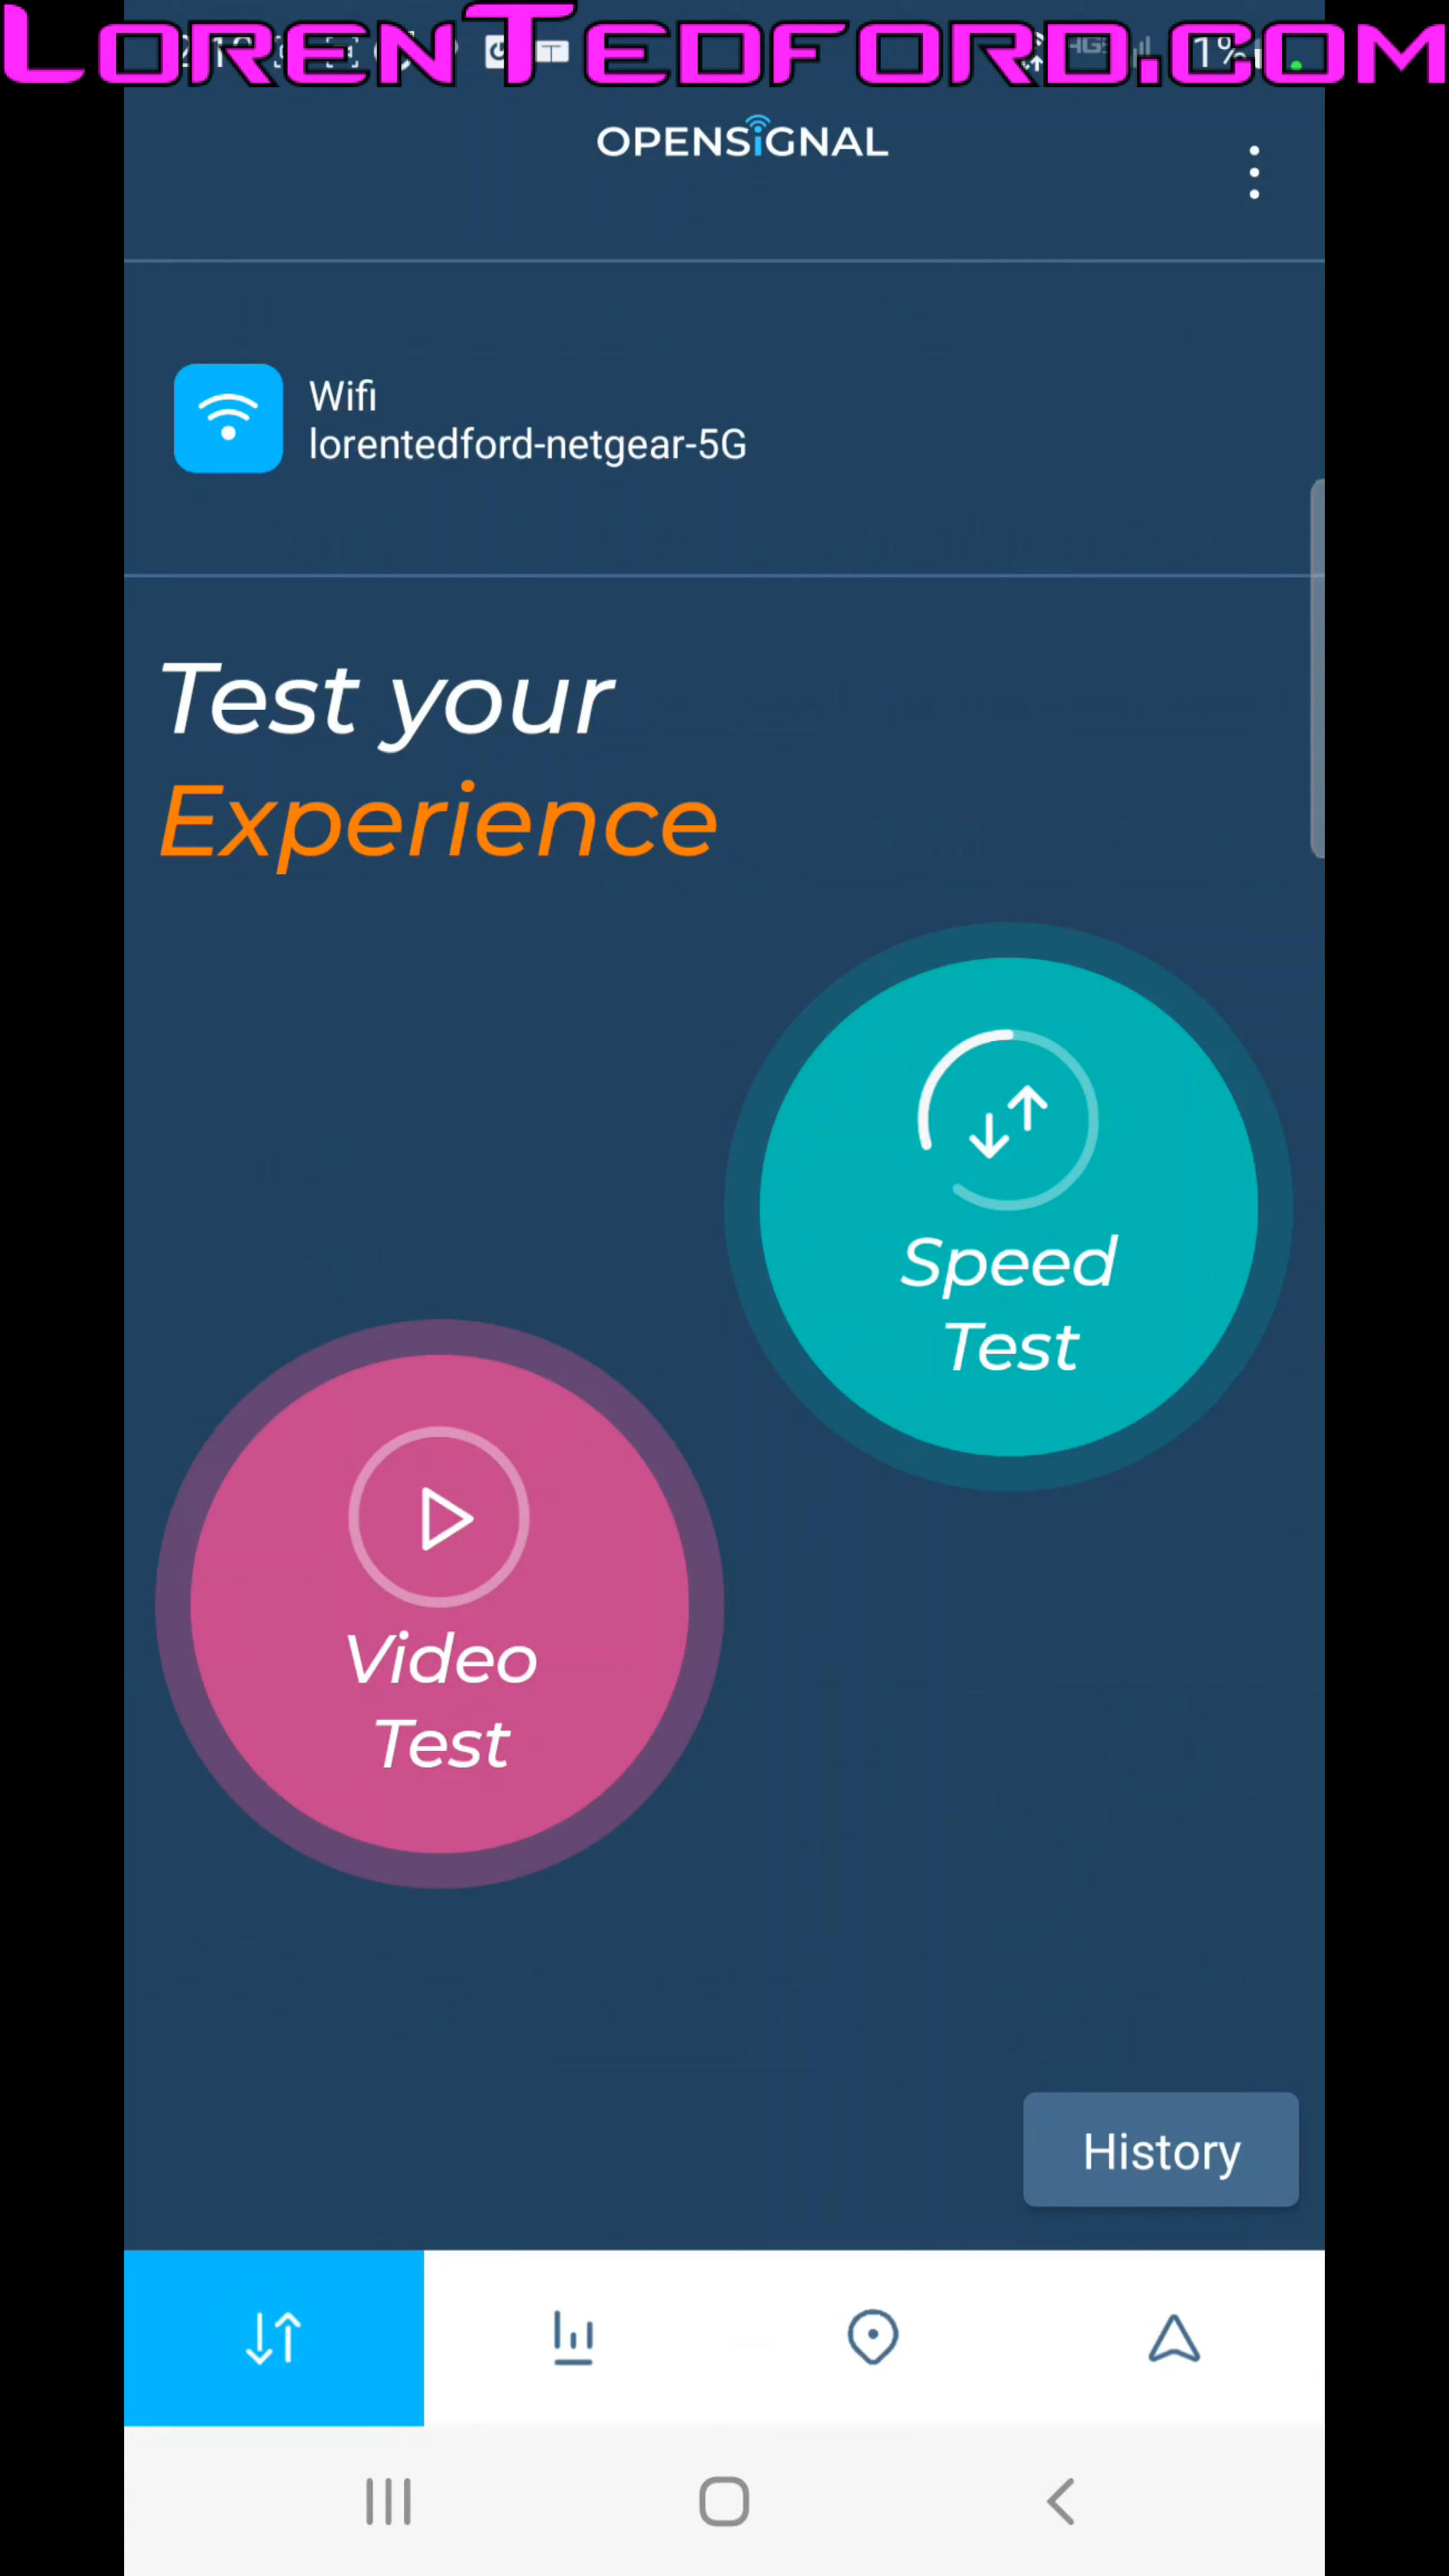 LorenTedford.com
OPENSiGNAL
Wifi
lorentedford-netgear-5G
Test your
Experience
Speed
Test
Video
Test
History